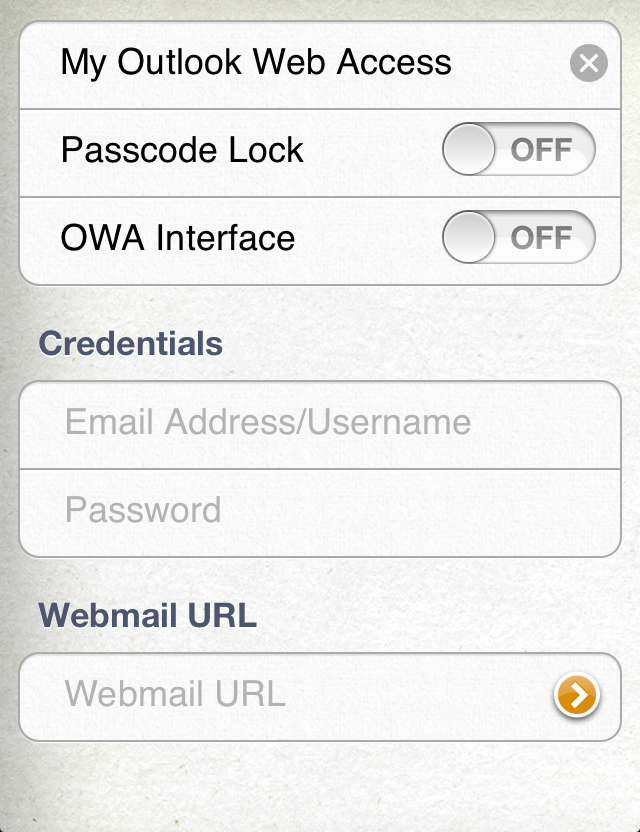 My Outlook Web Access
Passcode Lock OFF
OWA Interface OFF
Credentials
Email Address/Username
Password
Webmail URL
Webmail URL